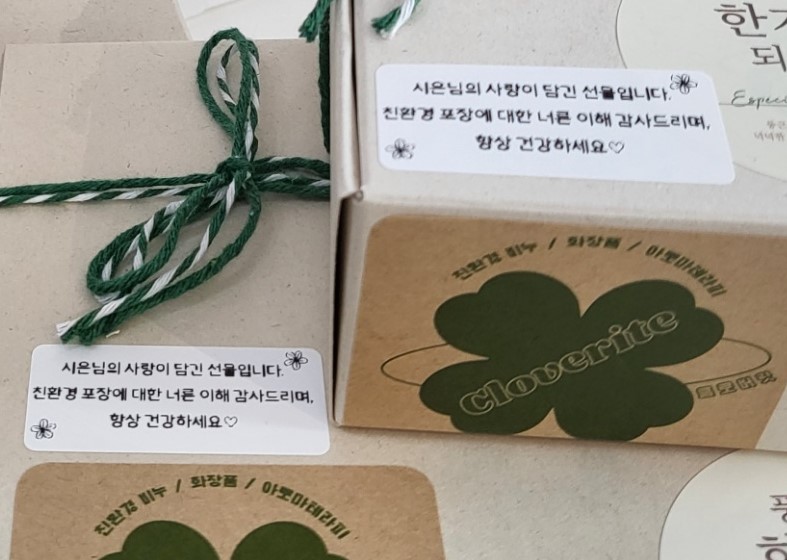 시은님의 사랑이 담긴 선물입니다.
친환경 포장에 대한 너른 이해 감사드리며,
항상 건강하세요♡
친환경 비누 / 화장품 / 아로마테라피
Cloverite
클로버릿
시은님의 사랑이 담긴 선물입니다.
친환경 포장에 대한 너른 이해 감사드리며,
항상 건강하세요♡
친환경 비누 / 화장품 / 아로마테라피
한가
되
Especi